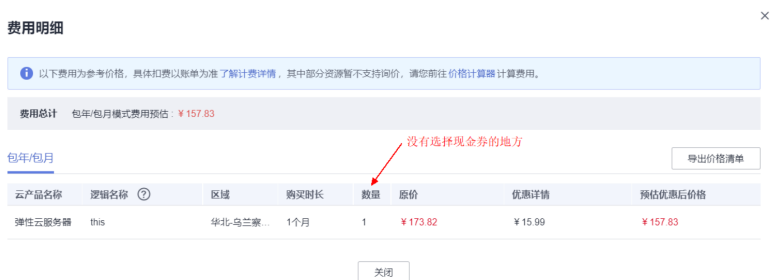 费用明细
以下费用为参考价格，具体扣费以账单为准 了解计费详情 ，其中部分资源暂不支持询价，请您前往 价格计算器 计算费用。
费用总计 包年/包月模式费用预估 : ¥ 157.83
没有选择现金券的地方
包年/包月 导出价格清单
云产品名称 逻辑名称 ? 区域 购买时长 数量 原价 优惠详情 预估优惠后价格
弹性云服务器 this 华北-乌兰察... 1个月 1 ¥ 173.82 ¥ 15.99 ¥ 157.83
关闭